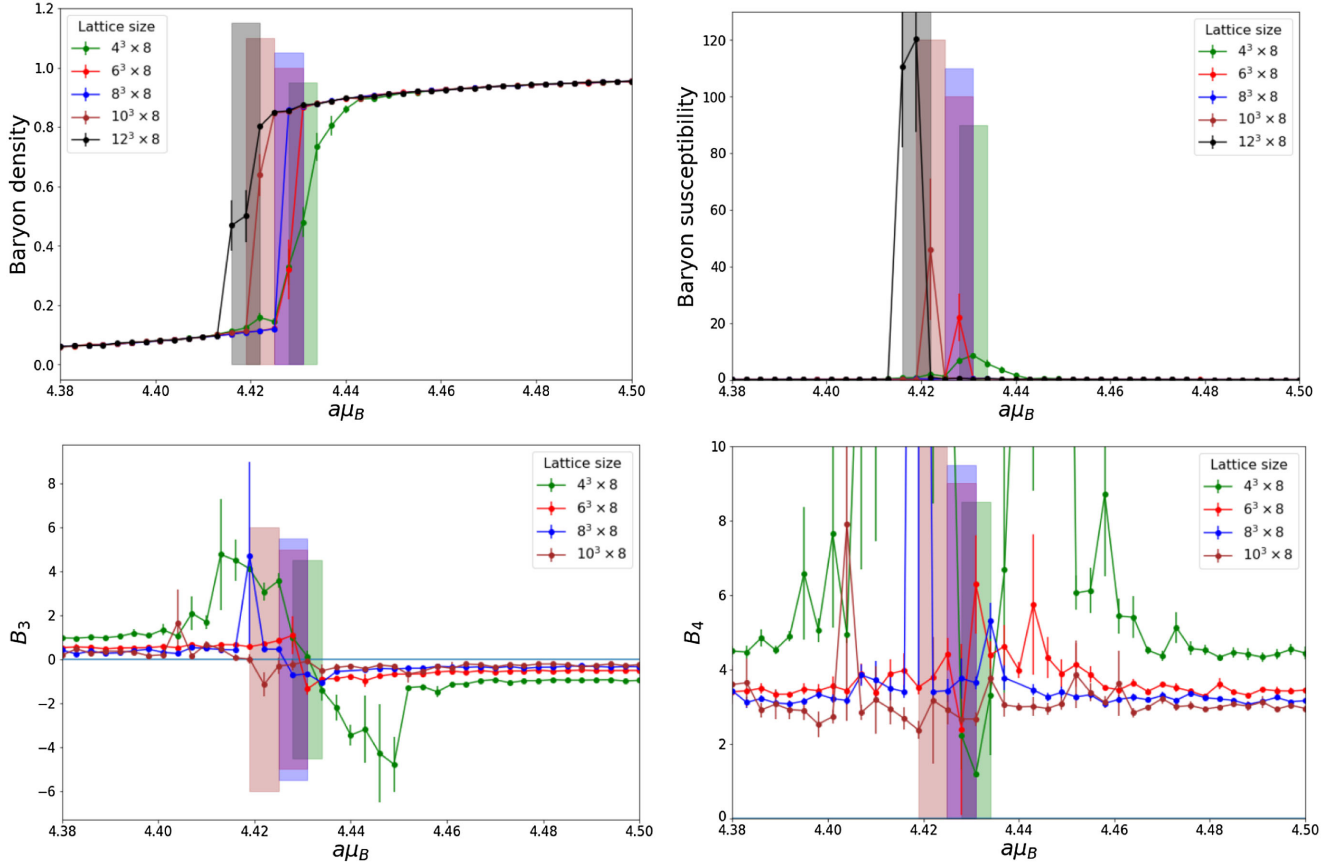 Baryon density
1.2
1.0
0.8
0.6
0.4
0.2
0.0
Lattice size
4³ × 8
6³ × 8
8³ × 8
10³ × 8
12³ × 8
4.38 4.40 4.42 4.44 4.46 4.48 4.50
aμ_B
Baryon susceptibility
120
100
80
60
40
20
0
Lattice size
4³ × 8
6³ × 8
8³ × 8
10³ × 8
12³ × 8
4.38 4.40 4.42 4.44 4.46 4.48 4.50
aμ_B
B₃
8
6
4
2
0
−2
−4
−6
Lattice size
4³ × 8
6³ × 8
8³ × 8
10³ × 8
4.38 4.40 4.42 4.44 4.46 4.48 4.50
aμ_B
B₄
10
8
6
4
2
0
Lattice size
4³ × 8
6³ × 8
8³ × 8
10³ × 8
4.38 4.40 4.42 4.44 4.46 4.48 4.50
aμ_B